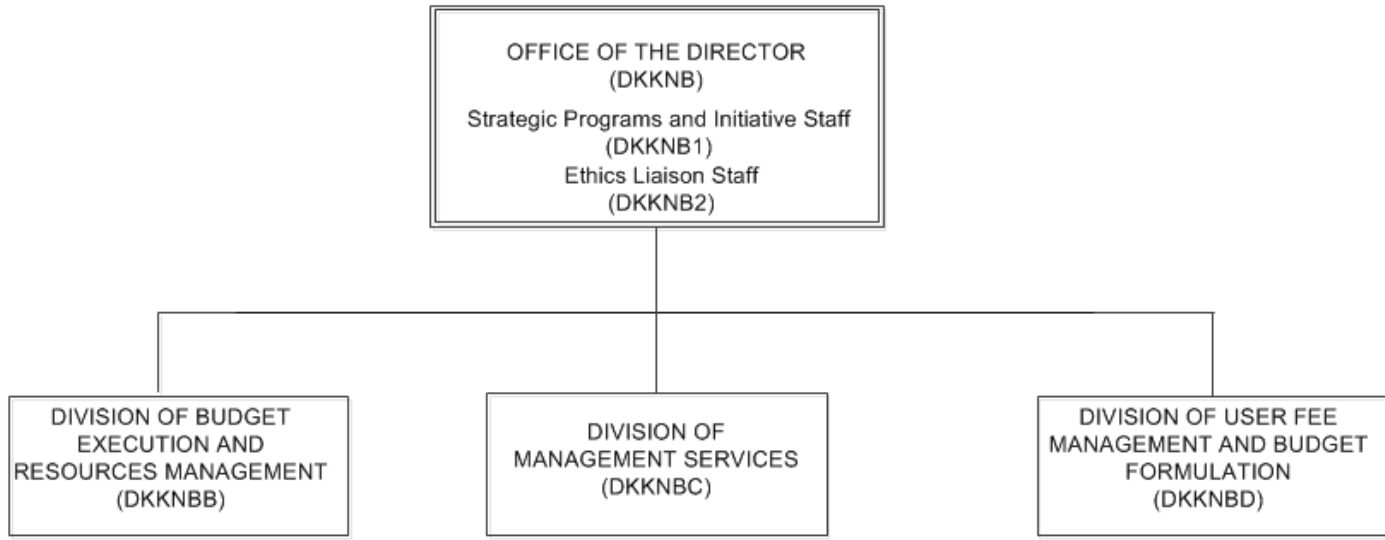 OFFICE OF THE DIRECTOR
(DKKNB)
Strategic Programs and Initiative Staff
(DKKNB1)
Ethics Liaison Staff
(DKKNB2)
DIVISION OF BUDGET
EXECUTION AND
RESOURCES MANAGEMENT
(DKKNBB)
DIVISION OF
MANAGEMENT SERVICES
(DKKNBC)
DIVISION OF USER FEE
MANAGEMENT AND BUDGET
FORMULATION
(DKKNBD)